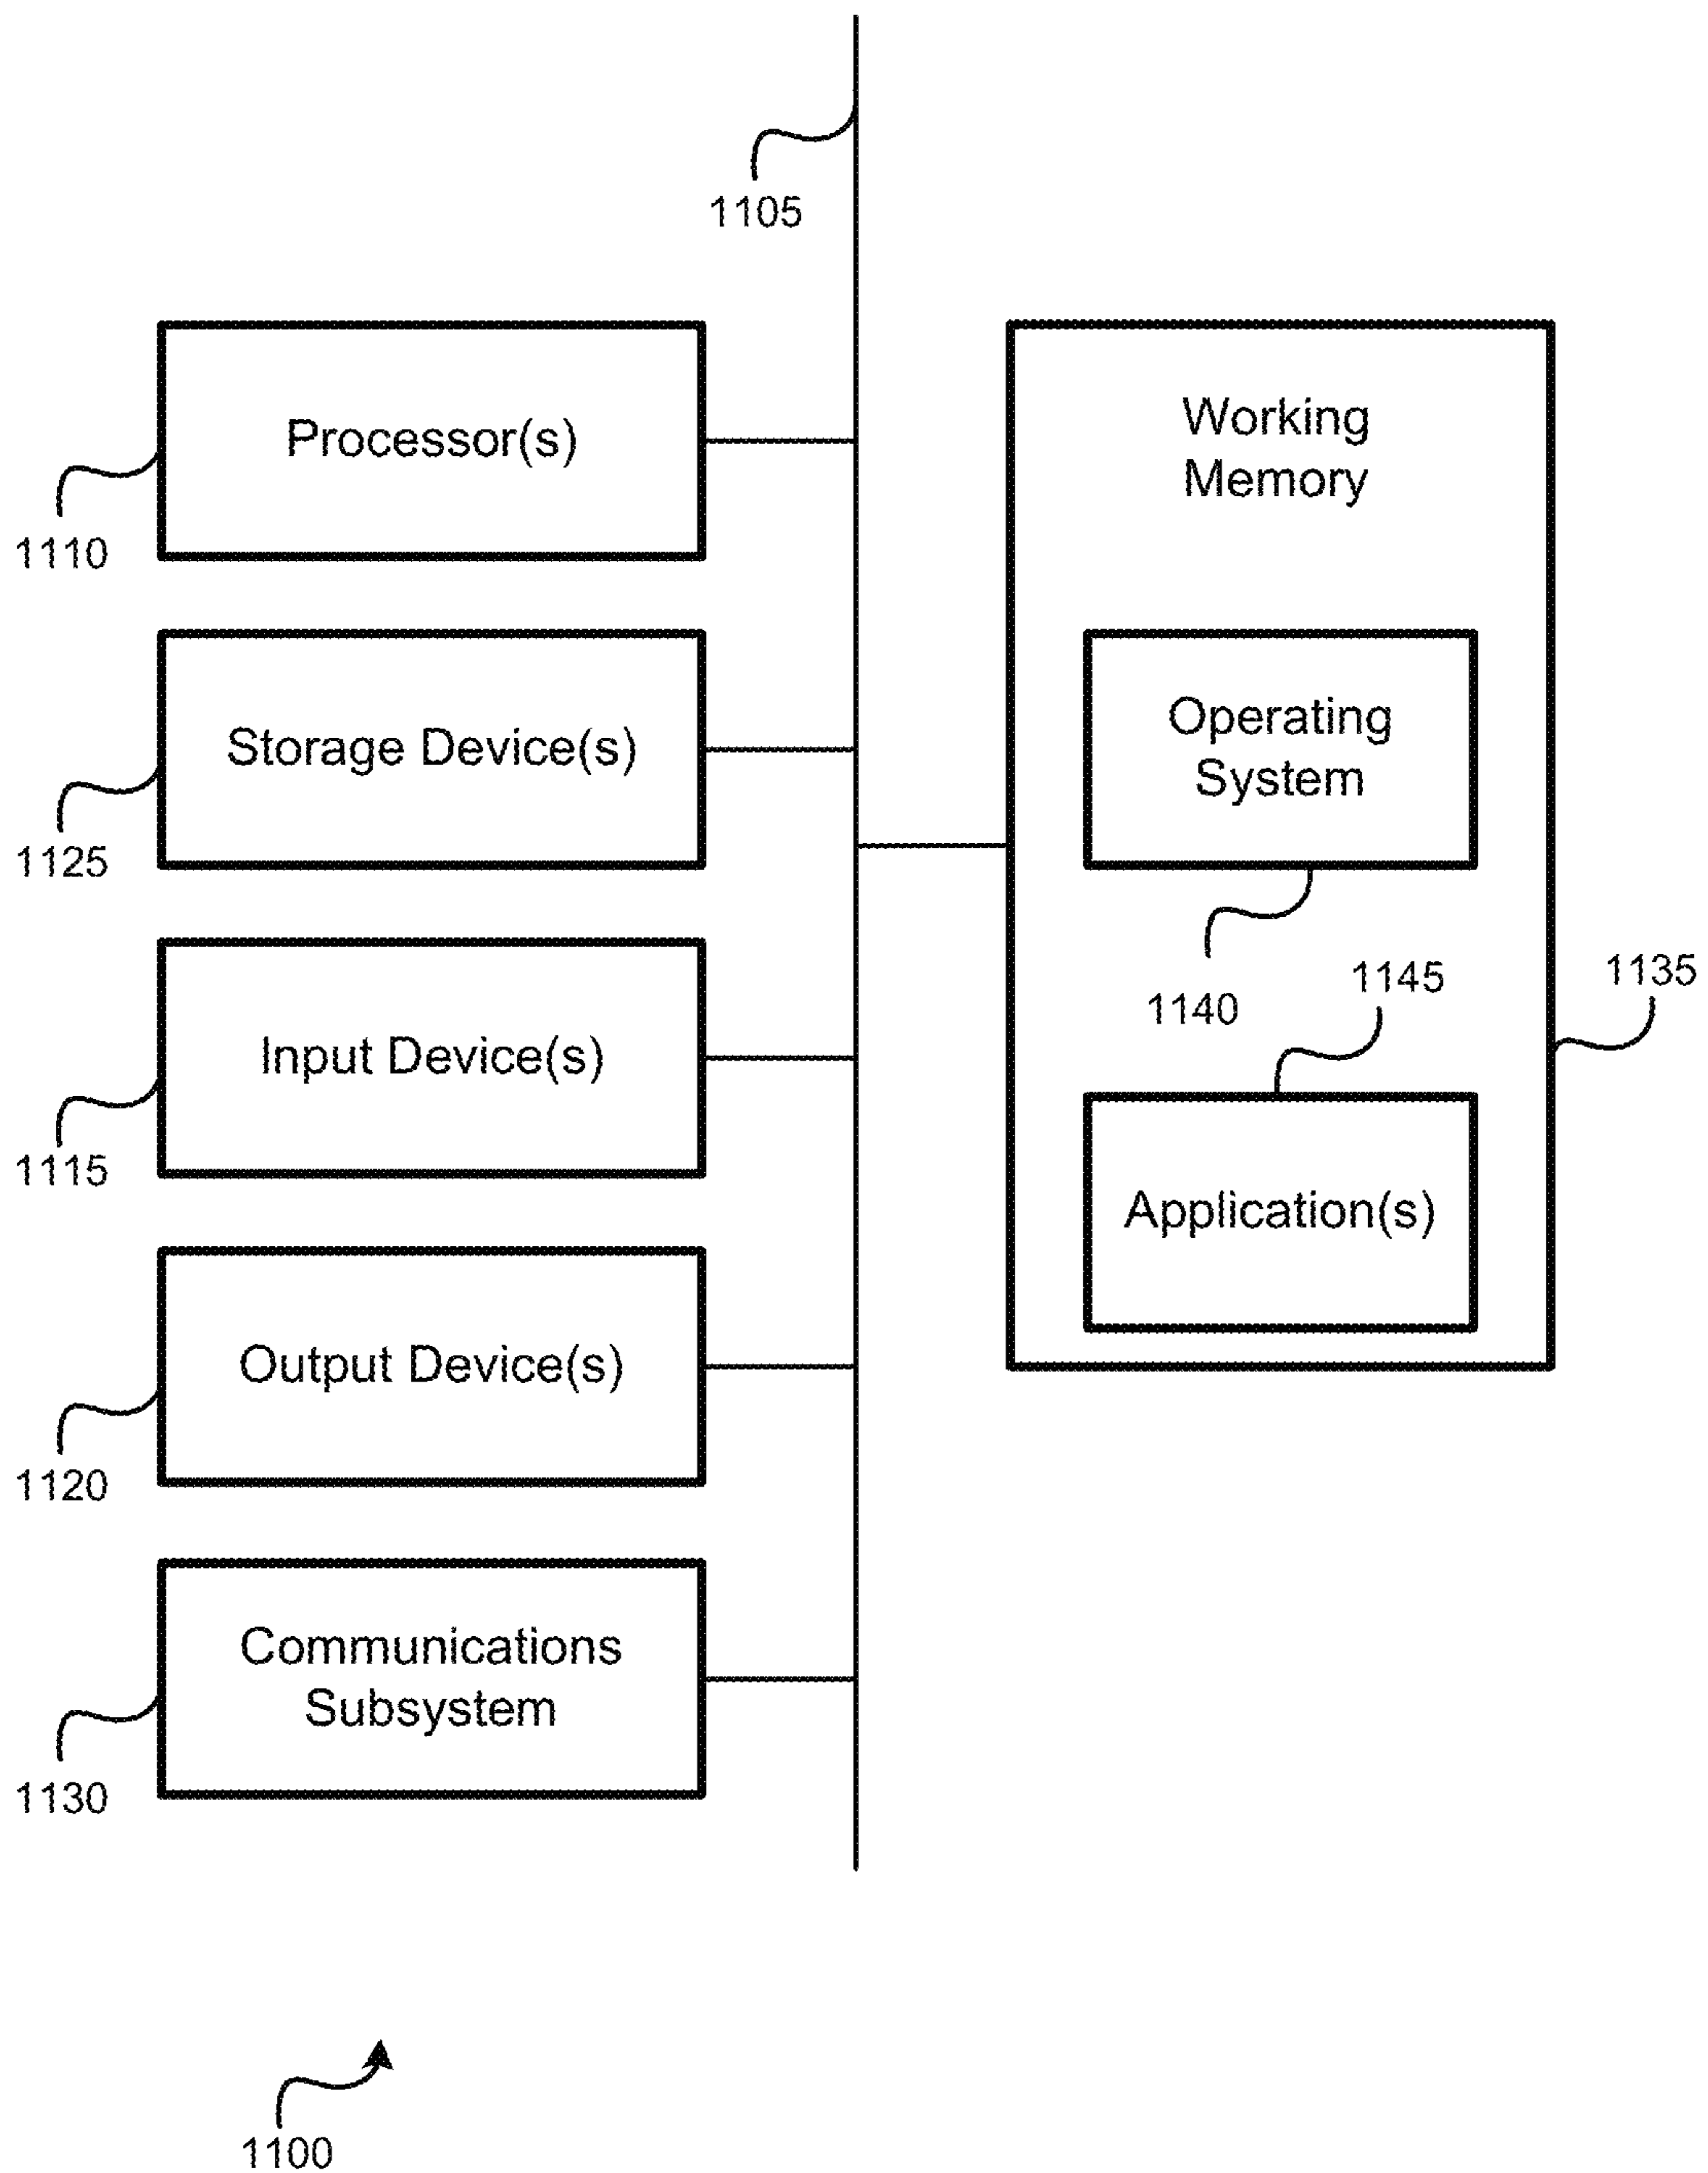 1105
Processor(s)
1110
Storage Device(s)
1125
Input Device(s)
1115
Output Device(s)
1120
Communications
Subsystem
1130
Working
Memory
Operating
System
1140
1145
1135
Application(s)
1100